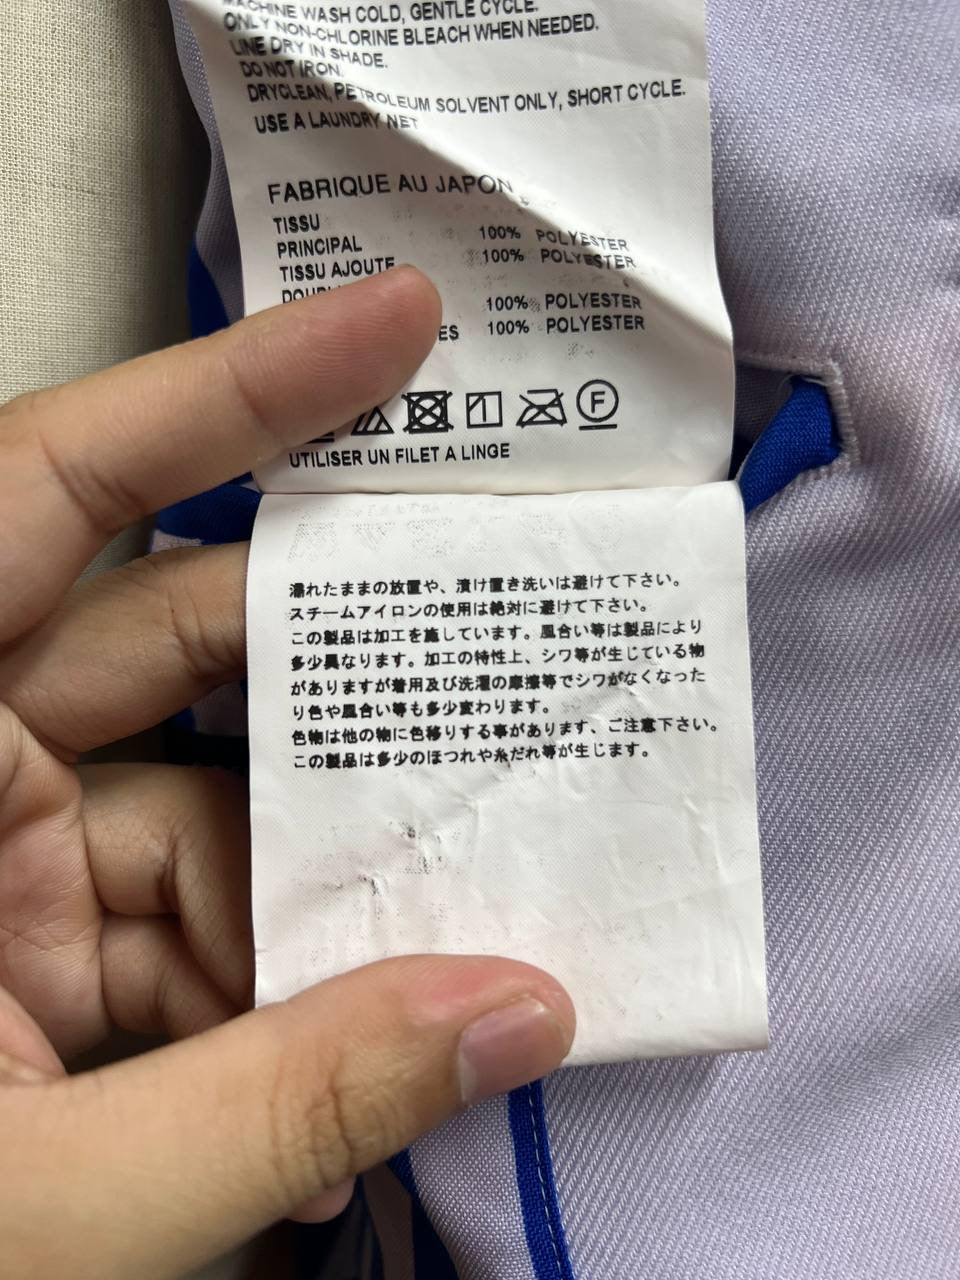 MACHINE WASH COLD, GENTLE CYCLE.
ONLY NON-CHLORINE BLEACH WHEN NEEDED.
LINE DRY IN SHADE.
DO NOT IRON.
DRYCLEAN, PETROLEUM SOLVENT ONLY, SHORT CYCLE.
USE A LAUNDRY NET
FABRIQUE AU JAPON
TISSU
PRINCIPAL 100% POLYESTER
TISSU AJOUTE 100% POLYESTER
100% POLYESTER
100% POLYESTER
F
UTILISER UN FILET A LINGE
濡れたままの放置や、漬け置き洗いは避けて下さい。
スチームアイロンの使用は絶対に避けて下さい。
この製品は加工を施しています。風合い等は製品により
多少異なります。加工の特性上、シワ等が生じている物
がありますが着用及び洗濯の摩擦等でシワがなくなった
り色や風合い等も多少変わります。
色物は他の物に色移りする事があります、ご注意下さい。
この製品は多少のほつれや糸だれ等が生じます。